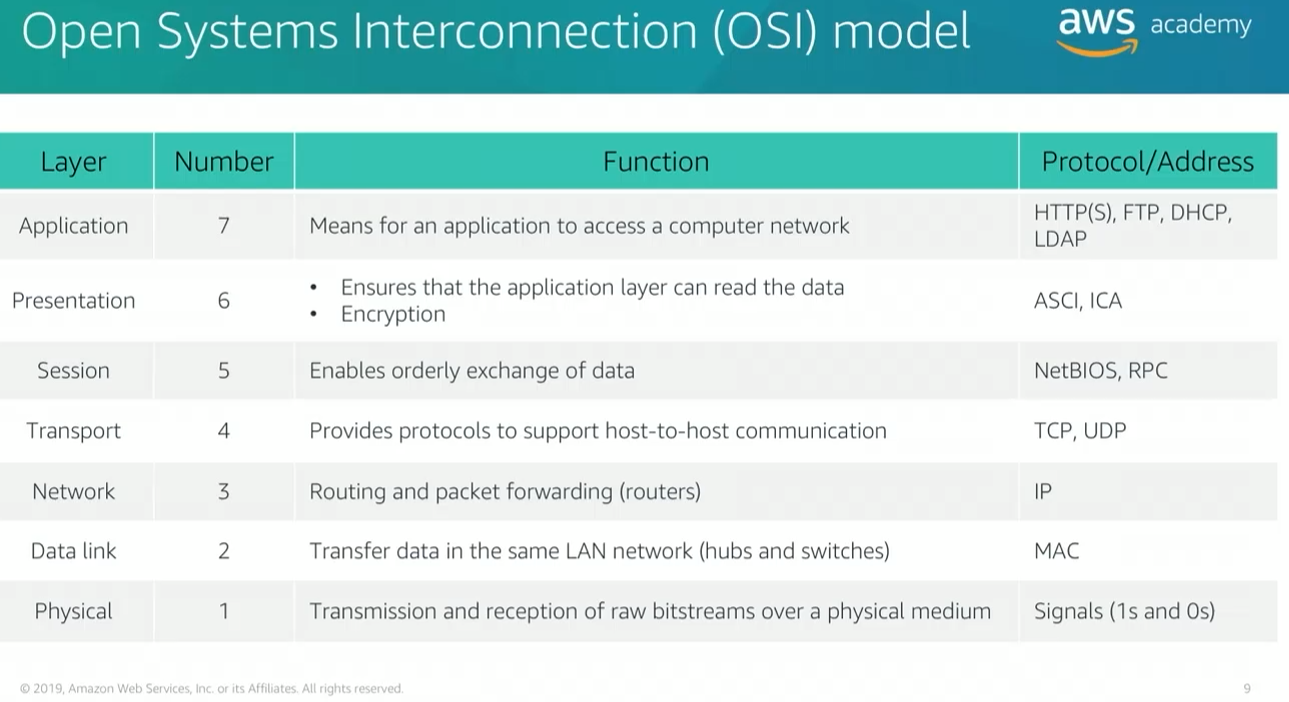 Open Systems Interconnection (OSI) model
aws academy
Layer Number Function Protocol/Address
Application 7 Means for an application to access a computer network HTTP(S), FTP, DHCP,
LDAP
Presentation 6 • Ensures that the application layer can read the data
• Encryption ASCI, ICA
Session 5 Enables orderly exchange of data NetBIOS, RPC
Transport 4 Provides protocols to support host-to-host communication TCP, UDP
Network 3 Routing and packet forwarding (routers) IP
Data link 2 Transfer data in the same LAN network (hubs and switches) MAC
Physical 1 Transmission and reception of raw bitstreams over a physical medium Signals (1s and 0s)
© 2019, Amazon Web Services, Inc. or its Affiliates. All rights reserved. 9